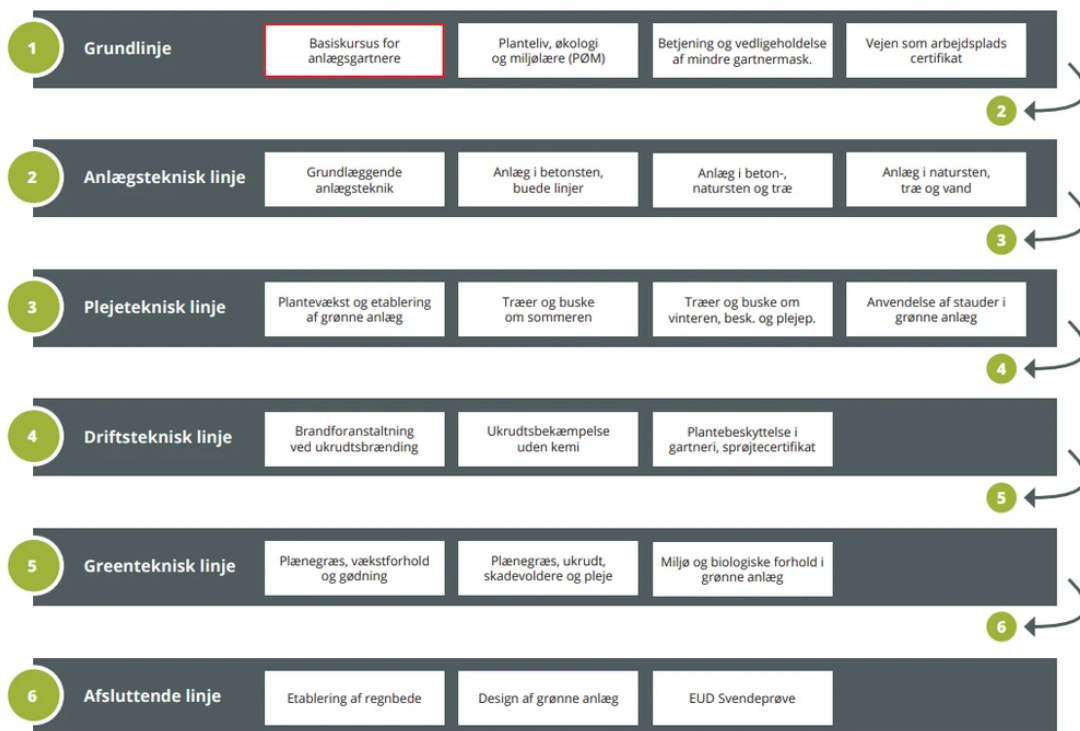 1
Grundlinje
Basiskursus for
anlægsgartnere
Planteliv, økologi
og miljølære (PØM)
Betjening og vedligeholdelse
af mindre gartnermask.
Vejen som arbejdsplads
certifikat
2
2
Anlægsteknisk linje
Grundlæggende
anlægsteknik
Anlæg i betonsten,
buede linjer
Anlæg i beton-,
natursten og træ
Anlæg i natursten,
træ og vand
3
3
Plejeteknisk linje
Plantevækst og etablering
af grønne anlæg
Træer og buske
om sommeren
Træer og buske om
vinteren, besk. og plejep.
Anvendelse af stauder i
grønne anlæg
4
4
Driftsteknisk linje
Brandforanstaltning
ved ukrudtsbrænding
Ukrudtsbekæmpelse
uden kemi
Plantebeskyttelse i
gartneri, sprøjtecertifikat
5
5
Greenteknisk linje
Plænegræs, vækstforhold
og gødning
Plænegræs, ukrudt,
skadevoldere og pleje
Miljø og biologiske forhold i
grønne anlæg
6
6
Afsluttende linje
Etablering af regnbede
Design af grønne anlæg
EUD Svendeprøve